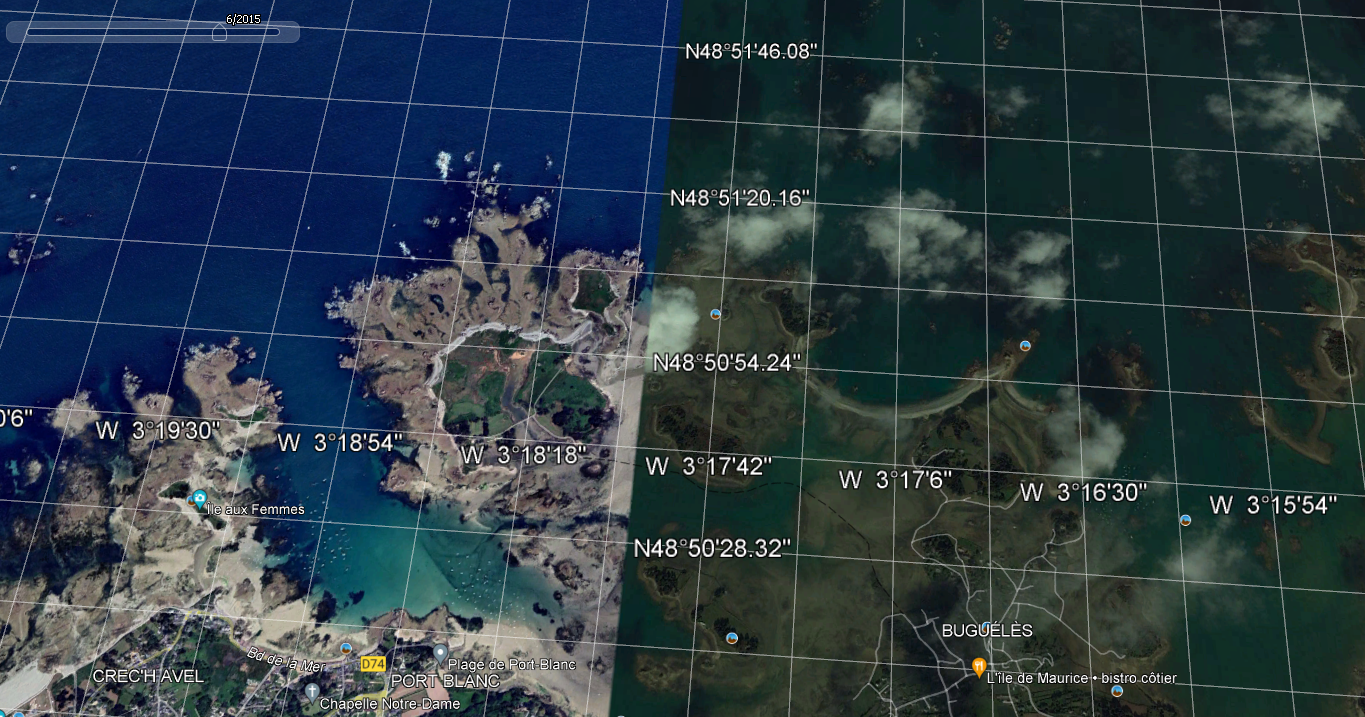 6/2015
N48°51'46.08"
N48°51'20.16"
N48°50'54.24"
0'6"
W 3°19'30"
W 3°18'54"
W 3°18'18"
W 3°17'42"
W 3°17'6"
W 3°16'30"
W 3°15'54"
Île aux Femmes
N48°50'28.32"
BUGUÉLÈS
Bd de la Mer
D74
Plage de Port-Blanc
CREC'H AVEL
PORT BLANC
L'île de Maurice • bistro côtier
Chapelle Notre-Dame